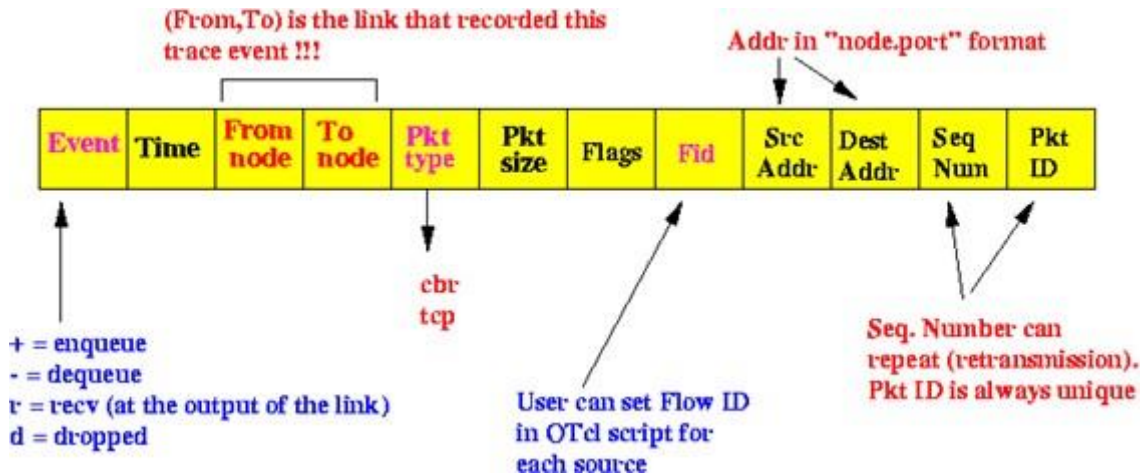 (From,To) is the link that recorded this
trace event !!!
Addr in "node.port" format
Event
Time
From
node
To
node
Pkt
type
Pkt
size
Flags
Fid
Src
Addr
Dest
Addr
Seq
Num
Pkt
ID
cbr
tcp
+ = enqueue
- = dequeue
r = recv (at the output of the link)
d = dropped
User can set Flow ID
in OTcl script for
each source
Seq. Number can
repeat (retransmission).
Pkt ID is always unique